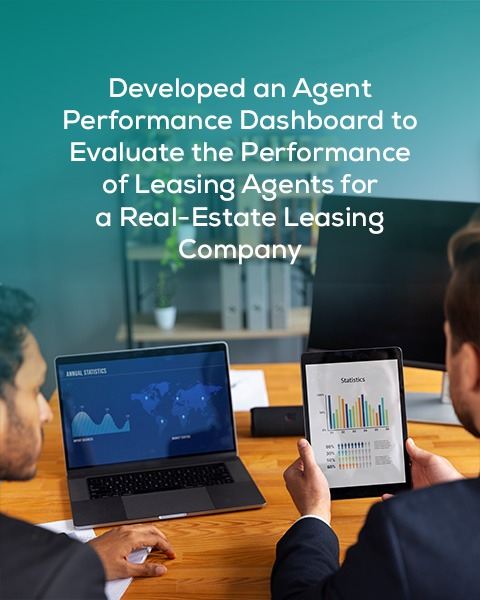 Developed an Agent
Performance Dashboard to
Evaluate the Performance
of Leasing Agents for
a Real-Estate Leasing
Company
ANNUAL STATISTICS
Statistics